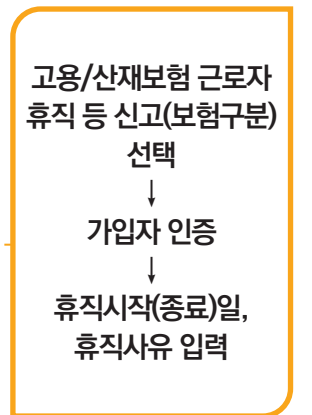 고용/산재보험 근로자
휴직 등 신고(보험구분)
선택
↓
가입자 인증
↓
휴직시작(종료)일,
휴직사유 입력